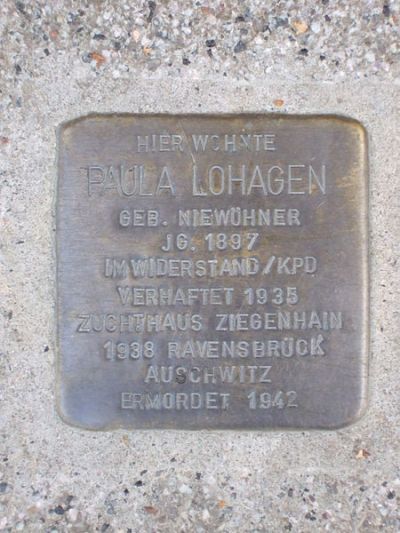 HIER WOHNTE
PAULA LOHAGEN
GEB. NIEWÖHNER
JG. 1897
IM WIDERSTAND/KPD
VERHAFTET 1935
ZUCHTHAUS ZIEGENHAIN
1938 RAVENSBRÜCK
AUSCHWITZ
ERMORDET 1942